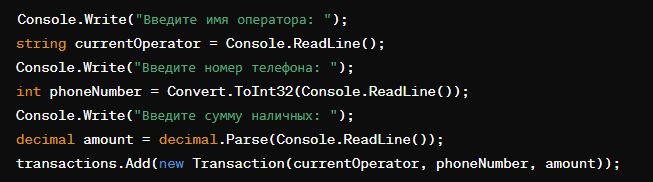 Console.Write("Введите имя оператора: ");
string currentOperator = Console.ReadLine();
Console.Write("Введите номер телефона: ");
int phoneNumber = Convert.ToInt32(Console.ReadLine());
Console.Write("Введите сумму наличных: ");
decimal amount = decimal.Parse(Console.ReadLine());
transactions.Add(new Transaction(currentOperator, phoneNumber, amount));